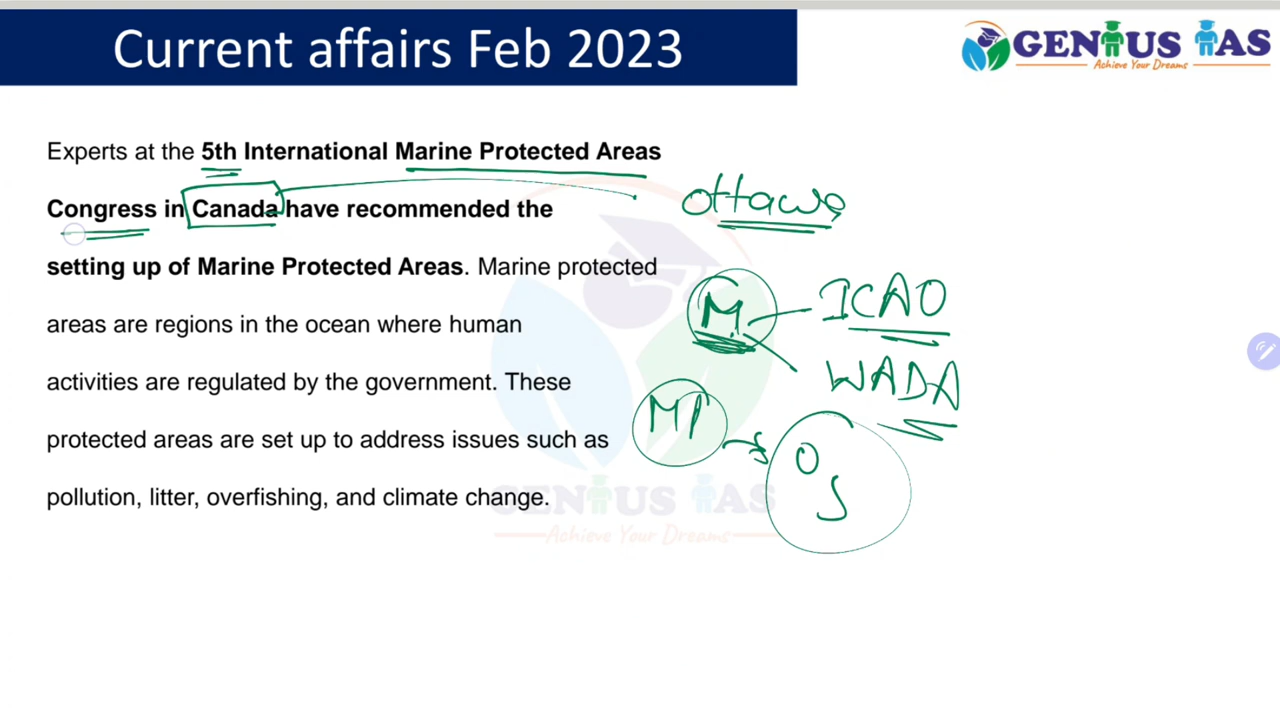 Current affairs Feb 2023
GENIUS IAS
Achieve Your Dreams
Experts at the 5th International Marine Protected Areas
Congress in Canada have recommended the
setting up of Marine Protected Areas. Marine protected
areas are regions in the ocean where human
activities are regulated by the government. These
protected areas are set up to address issues such as
pollution, litter, overfishing, and climate change.
ottawa
M
ICAO
WADA
MP
O
S
GENIUS IAS
Achieve Your Dreams